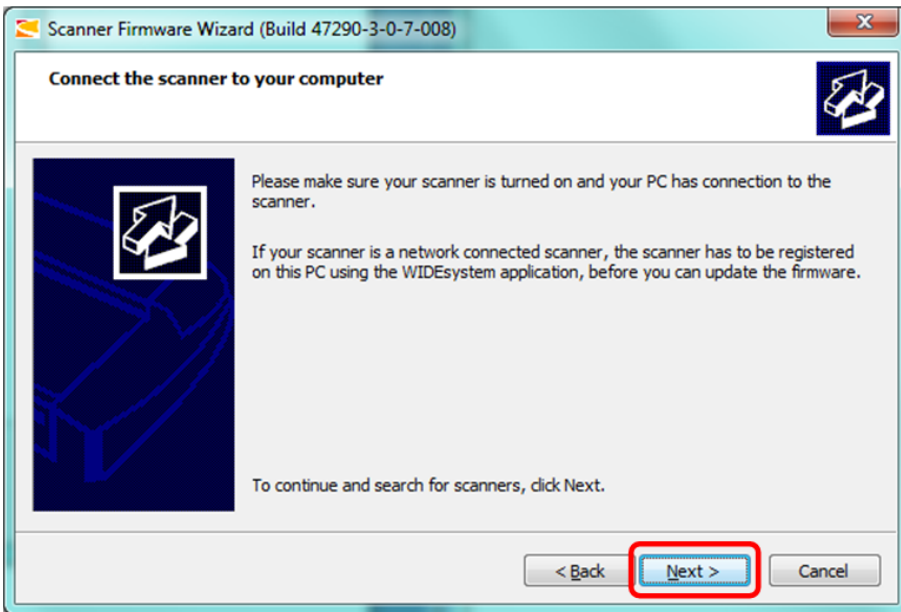 Scanner Firmware Wizard (Build 47290-3-0-7-008)
Connect the scanner to your computer
Please make sure your scanner is turned on and your PC has connection to the
scanner.
If your scanner is a network connected scanner, the scanner has to be registered
on this PC using the WIDEsystem application, before you can update the firmware.
To continue and search for scanners, click Next.
< Back
Next >
Cancel